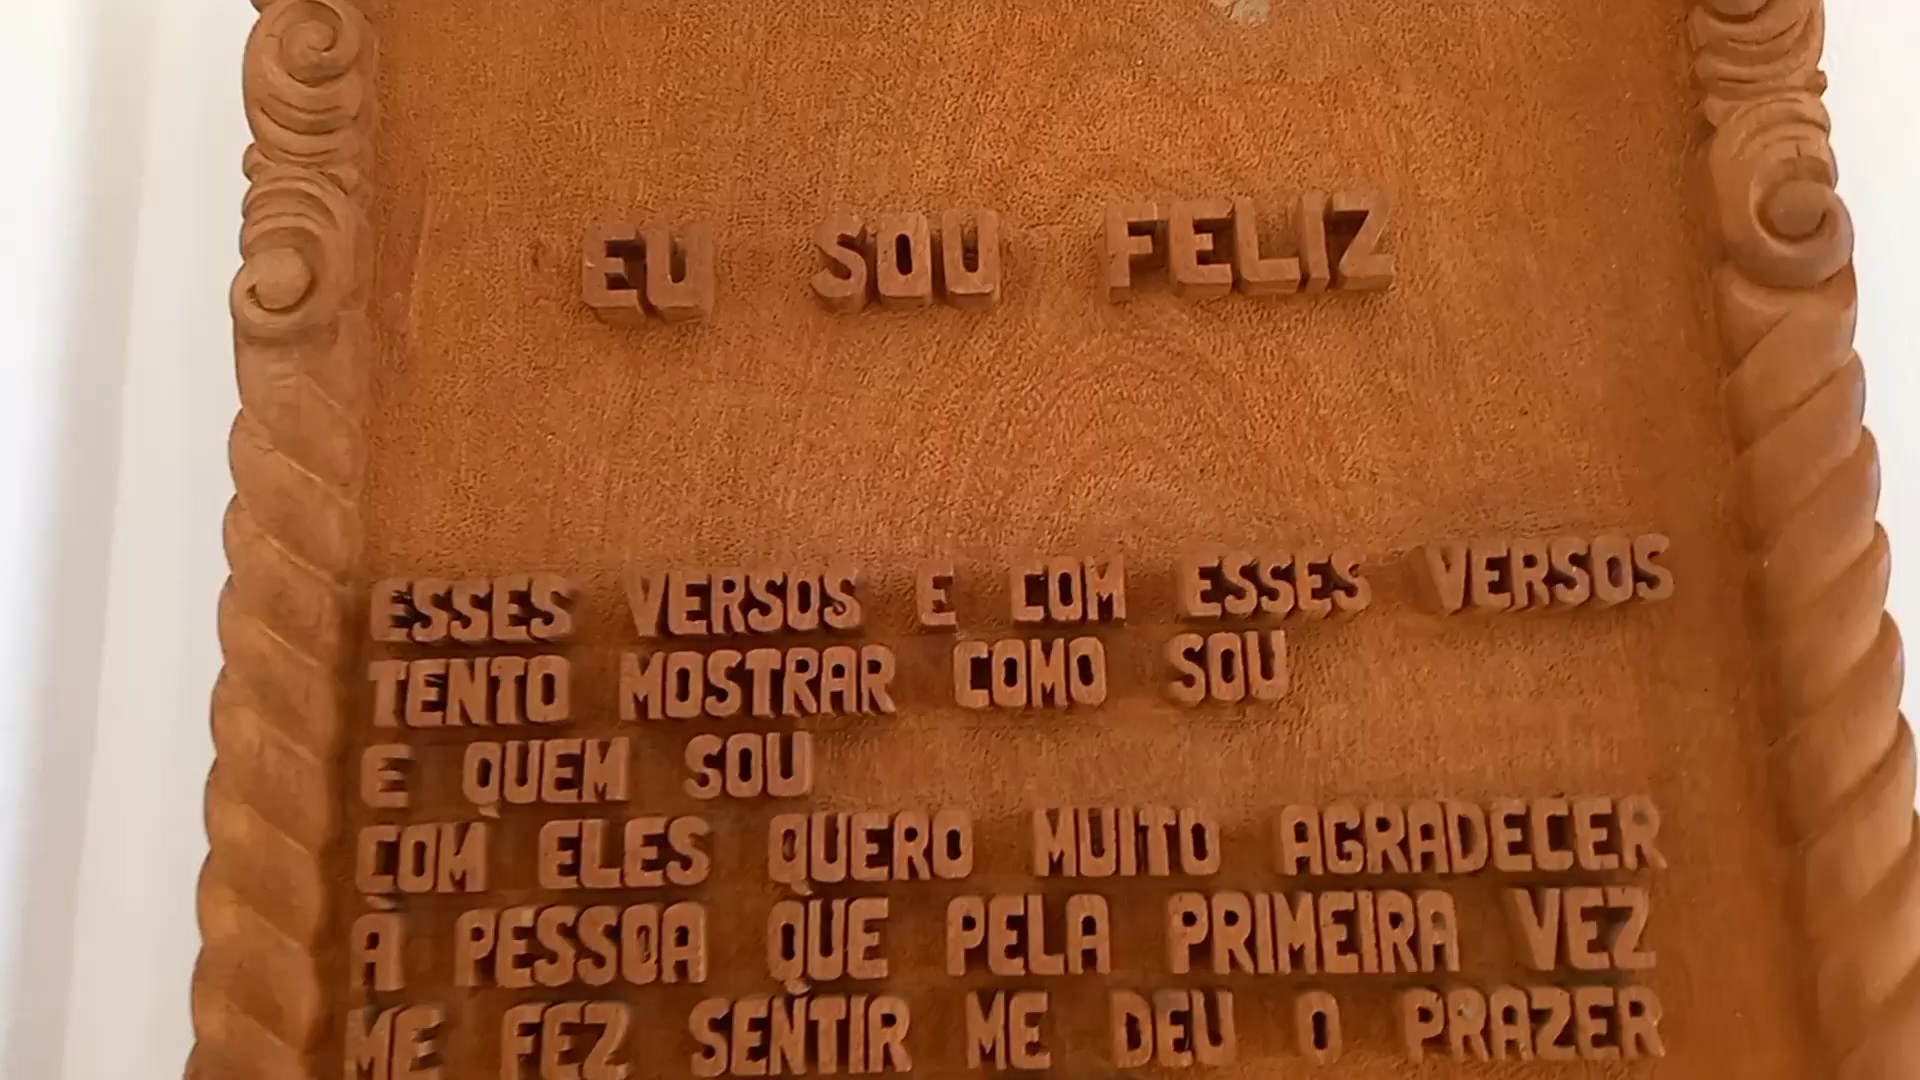 EU SOU FELIZ
ESSES VERSOS E COM ESSES VERSOS
TENTO MOSTRAR COMO SOU
E QUEM SOU
COM ELES QUERO MUITO AGRADECER
À PESSOA QUE PELA PRIMEIRA VEZ
ME FEZ SENTIR ME DEU O PRAZER